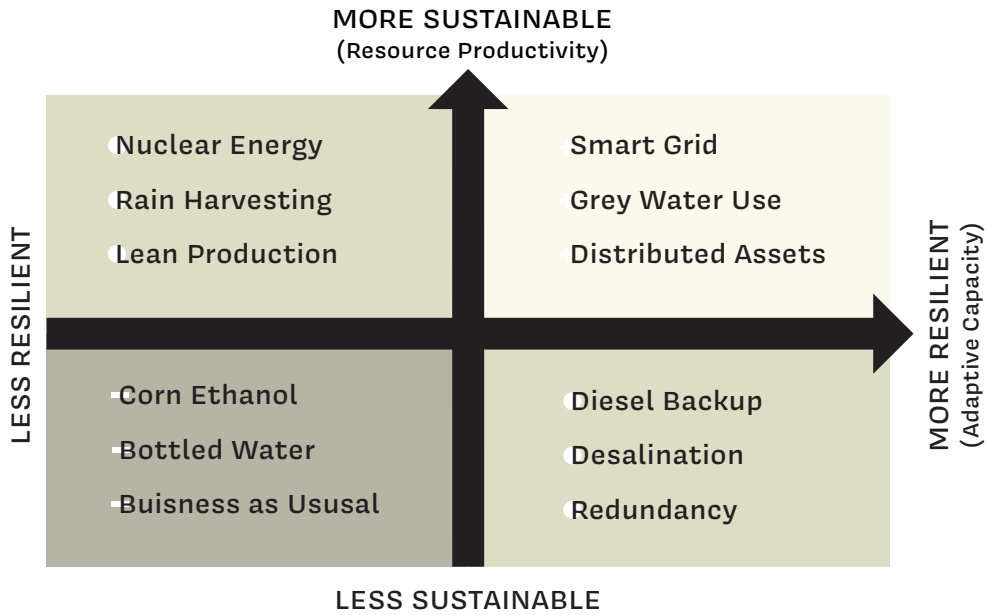 MORE SUSTAINABLE
(Resource Productivity)
Nuclear Energy
Rain Harvesting
Lean Production
Smart Grid
Grey Water Use
Distributed Assets
LESS RESILIENT
MORE RESILIENT
(Adaptive Capacity)
Corn Ethanol
Bottled Water
Buisness as Ususal
Diesel Backup
Desalination
Redundancy
LESS SUSTAINABLE